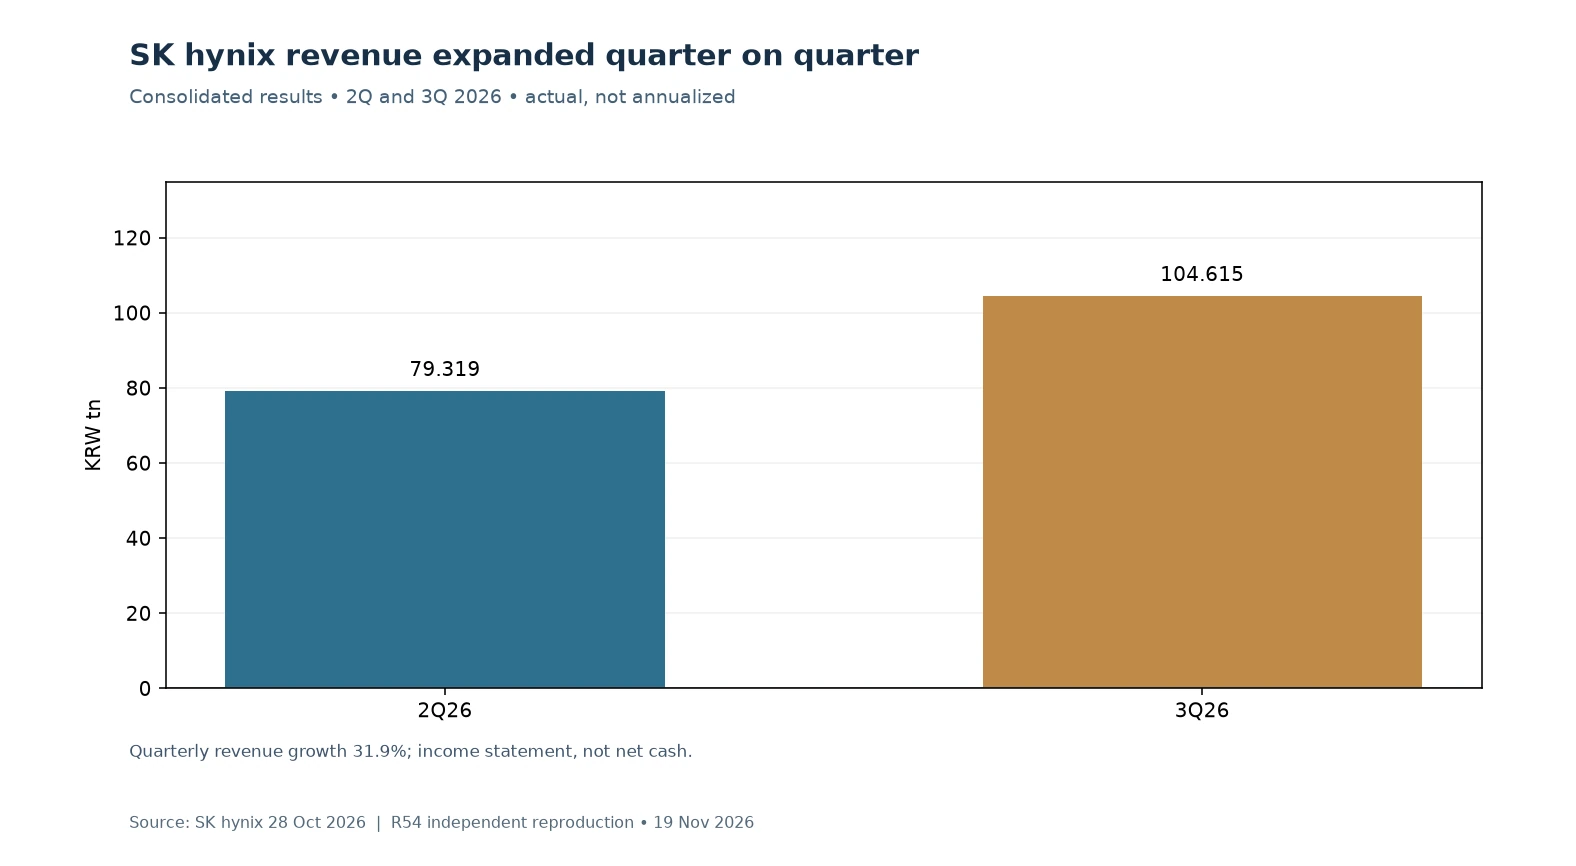 SK hynix revenue expanded quarter on quarter
Consolidated results • 2Q and 3Q 2026 • actual, not annualized
120
100
80
60
40
20
0
KRW tn
79.319
104.615
2Q26
3Q26
Quarterly revenue growth 31.9%; income statement, not net cash.
Source: SK hynix 28 Oct 2026 | R54 independent reproduction • 19 Nov 2026